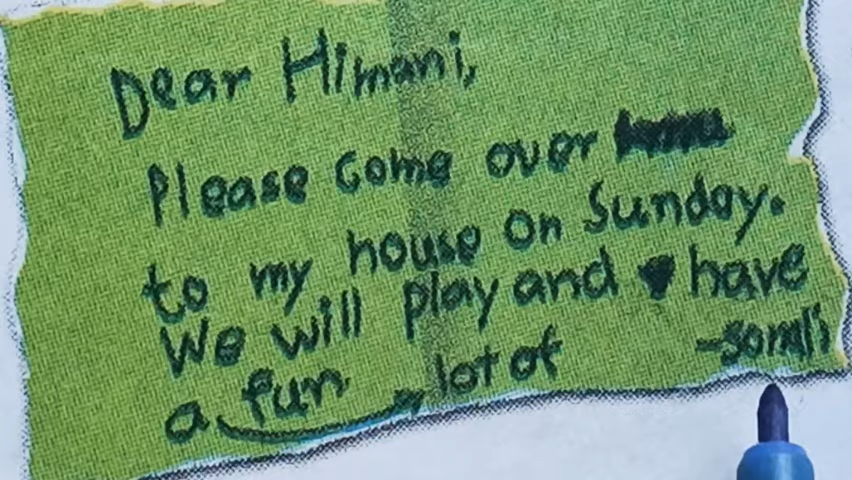 Dear Himani,
Please come over
to my house on Sunday.
We will play and have
a fun lot of
-Sonali